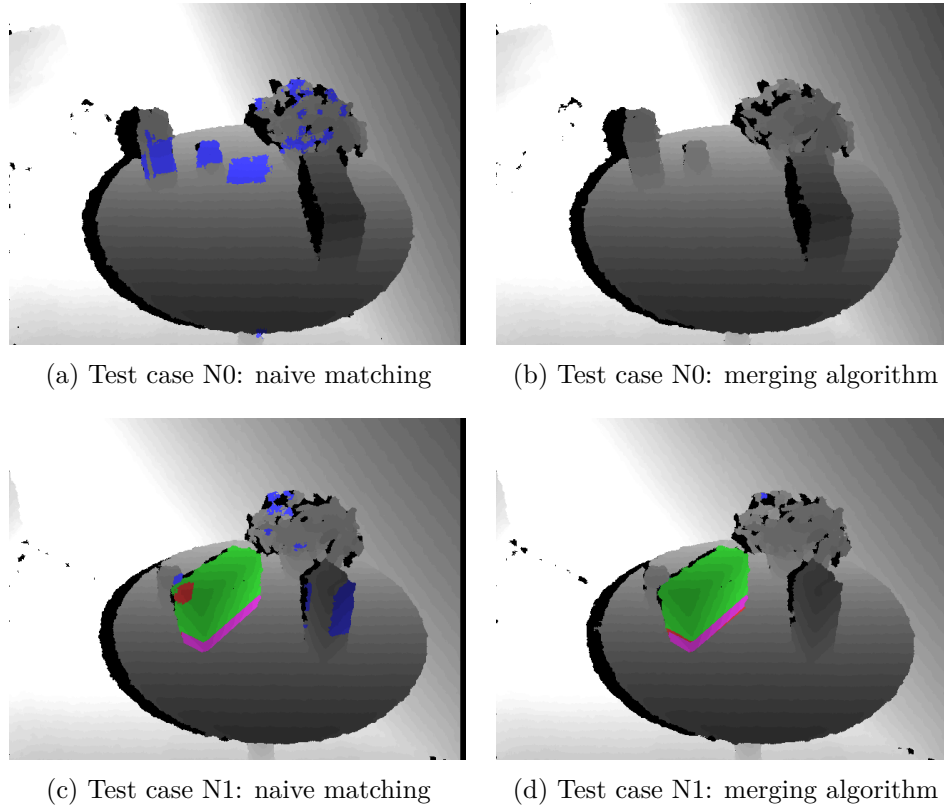 (a) Test case N0: naive matching
(b) Test case N0: merging algorithm
(c) Test case N1: naive matching
(d) Test case N1: merging algorithm